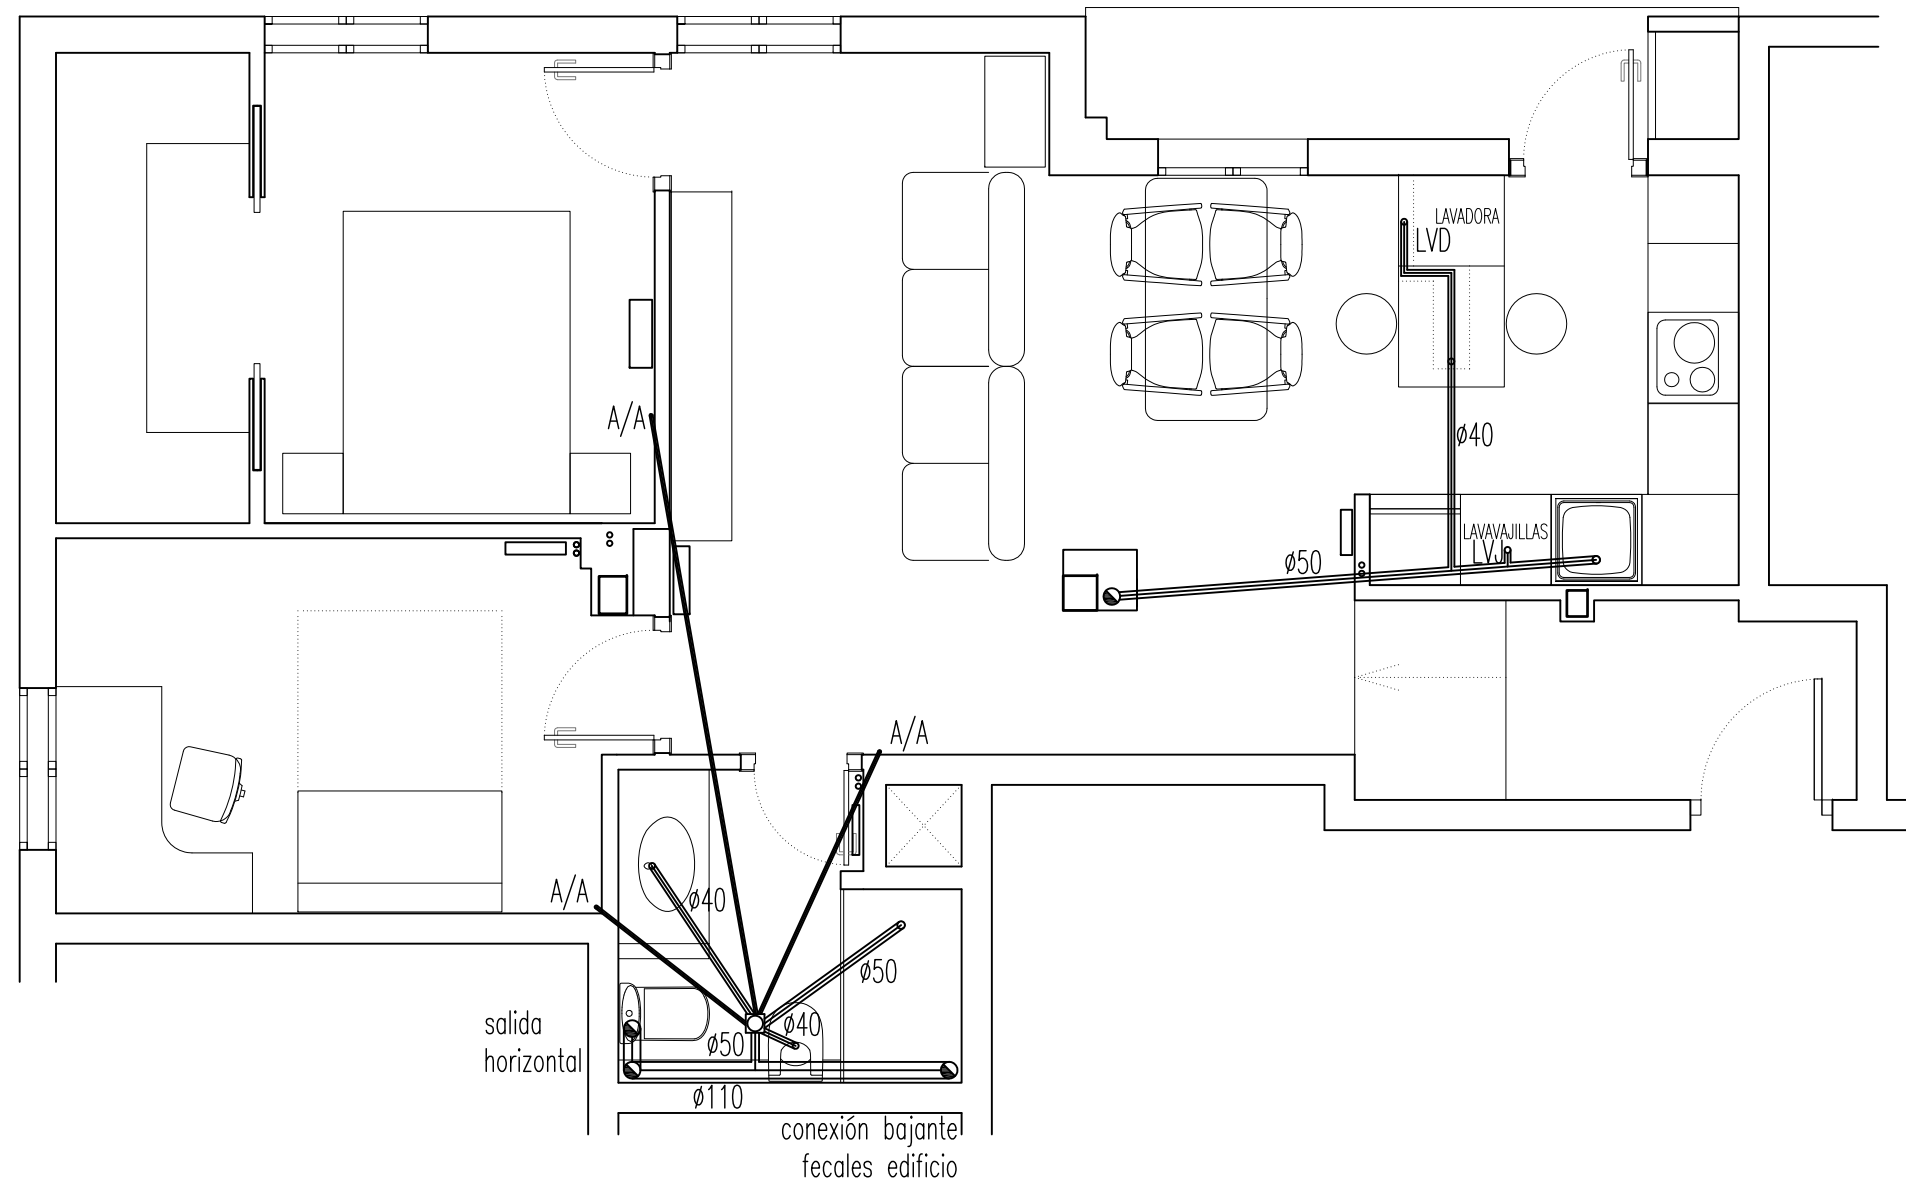 LAVADORA
LVD
A/A
ø40
LAVAVAJILLAS
LVJ
ø50
A/A
A/A
ø40
ø50
salida
horizontal
ø40
ø50
ø110
conexión bajante
fecales edificio